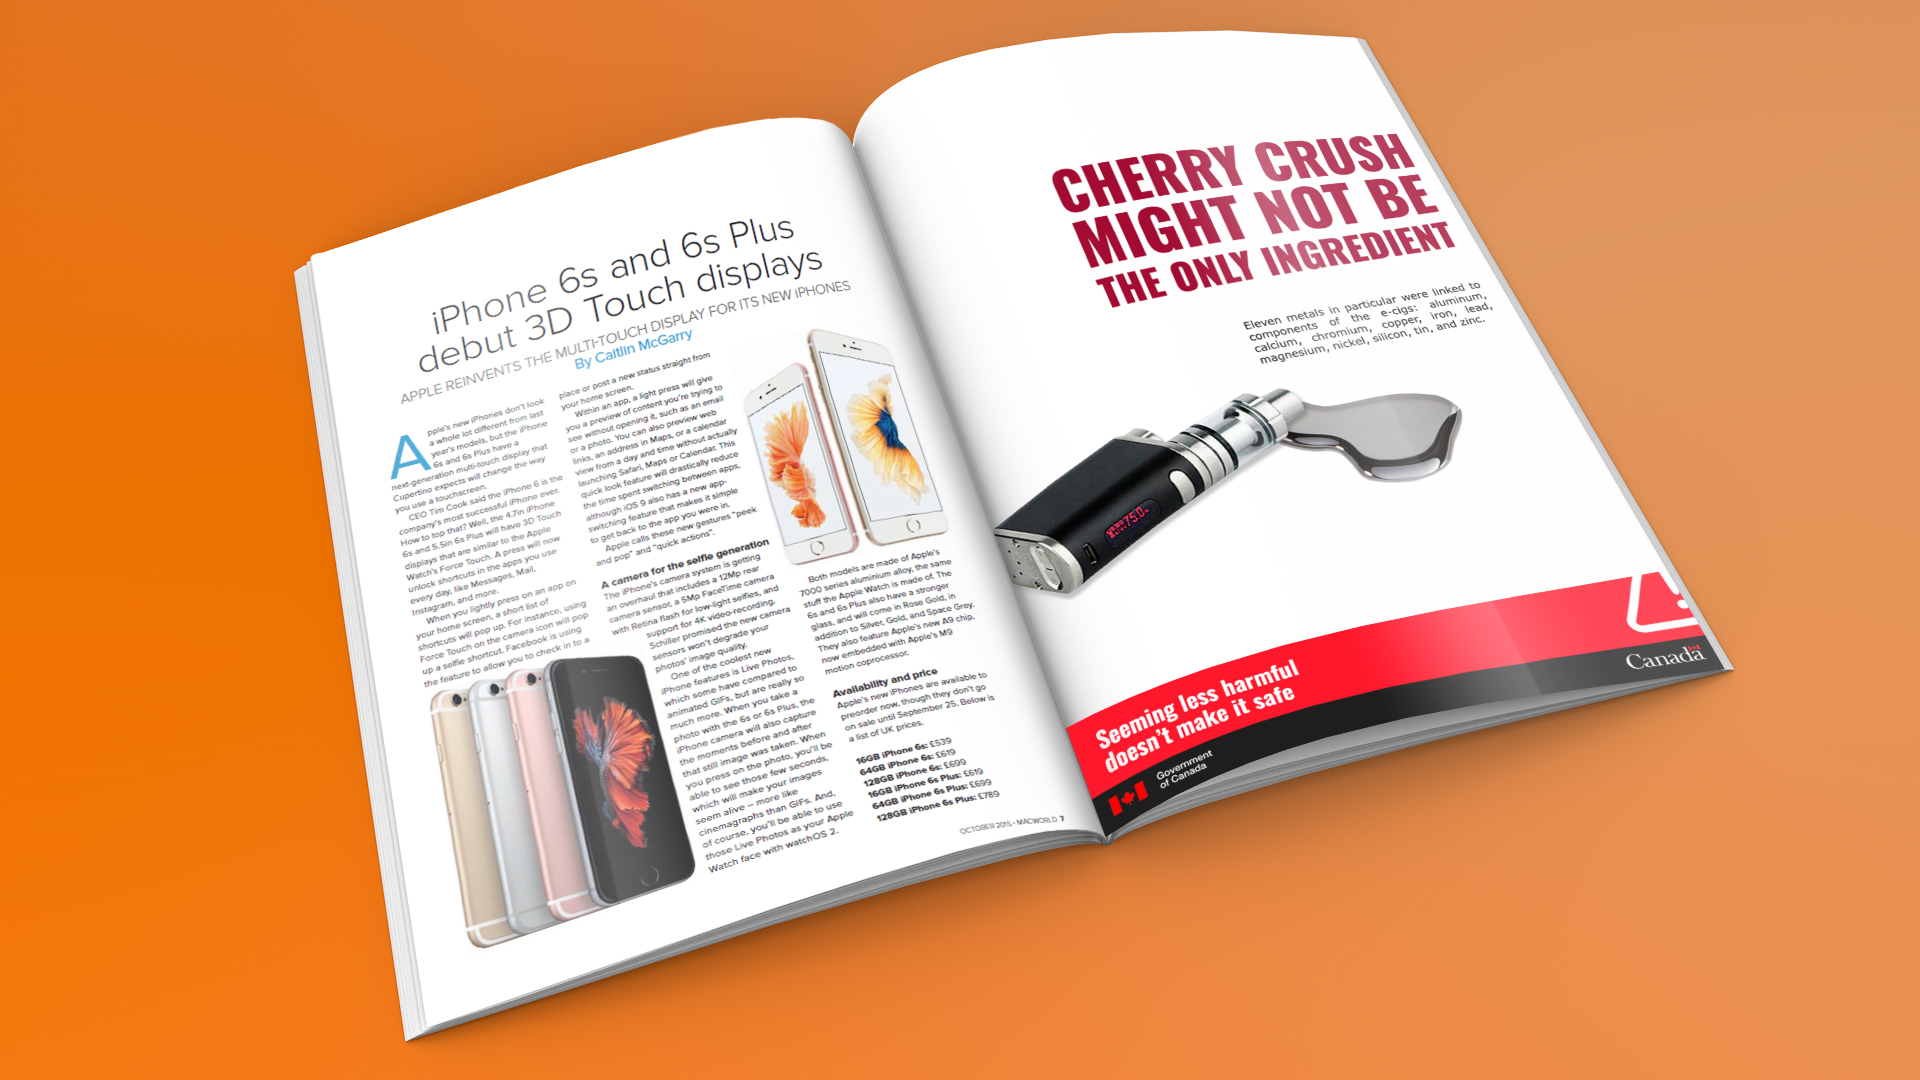 iPhone 6s and 6s Plus
debut 3D Touch displays
APPLE REINVENTS THE MULTI-TOUCH DISPLAY FOR ITS NEW iPHONES
By Caitlin McGarry
Apple's new iPhones don't look
a whole lot different from last
year's models, but the iPhone
6s and 6s Plus have a
next-generation multi-touch display that
Cupertino expects will change the way
you use a touchscreen.
CEO Tim Cook said the iPhone 6 is the
company's most successful iPhone ever.
How to top that? Well, the 4.7in iPhone
6s and 5.5in 6s Plus will have 3D Touch
displays that are similar to the Apple
Watch's Force Touch. A press will now
unlock shortcuts in the apps you use
every day, like Messages, Mail,
Instagram, and more.
When you lightly press on an app on
your home screen, a short list of
shortcuts will pop up. For instance, using
Force Touch on the camera icon will pop
up a selfie shortcut. Facebook is using
the feature to allow you to check in to a
place or post a new status straight from
your home screen.
Within an app, a light press will give
you a preview of content you're trying to
see without opening it, such as an email
or a photo. You can also preview web
links, an address in Maps, or a calendar
view from a day and time without actually
launching Safari, Maps or Calendar. This
quick look feature will drastically reduce
the time spent switching between apps,
although iOS 9 also has a new app-
switching feature that makes it simple
to get back to the app you were in.
Apple calls these new gestures "peek
and pop" and "quick actions".
A camera for the selfie generation
The iPhone's camera system is getting
an overhaul that includes a 12Mp rear
camera sensor, a 5Mp FaceTime camera
with Retina flash for low-light selfies, and
support for 4K video-recording.
Schiller promised the new camera
sensors won't degrade your
photos' image quality.
One of the coolest new
iPhone features is Live Photos,
which some have compared to
animated GIFs, but are really so
much more. When you take a
photo with the 6s or 6s Plus, the
iPhone camera will also capture
the moments before and after
that still image was taken. When
you press on the photo, you'll be
able to see those few seconds,
which will make your images
seem alive – more like
cinemagraphs than GIFs. And,
of course, you'll be able to use
those Live Photos as your Apple
Watch face with watchOS 2.
Both models are made of Apple's
7000 series aluminium alloy, the same
stuff the Apple Watch is made of. The
6s and 6s Plus also have a stronger
glass, and will come in Rose Gold, in
addition to Silver, Gold, and Space Grey.
They also feature Apple's new A9 chip,
now embedded with Apple's M9
motion coprocessor.
Availability and price
Apple's new iPhones are available to
preorder now, though they don't go
on sale until September 25. Below is
a list of UK prices.
16GB iPhone 6s: £539
64GB iPhone 6s: £619
128GB iPhone 6s: £699
16GB iPhone 6s Plus: £619
64GB iPhone 6s Plus: £699
128GB iPhone 6s Plus: £789
OCTOBER 2015 • MACWORLD 7
CHERRY CRUSH
MIGHT NOT BE
THE ONLY INGREDIENT
Eleven metals in particular were linked to
components of the e-cigs: aluminum,
calcium, chromium, copper, iron, lead,
magnesium, nickel, silicon, tin, and zinc.
75.0
Seeming less harmful
doesn't make it safe
Government
of Canada
Canada